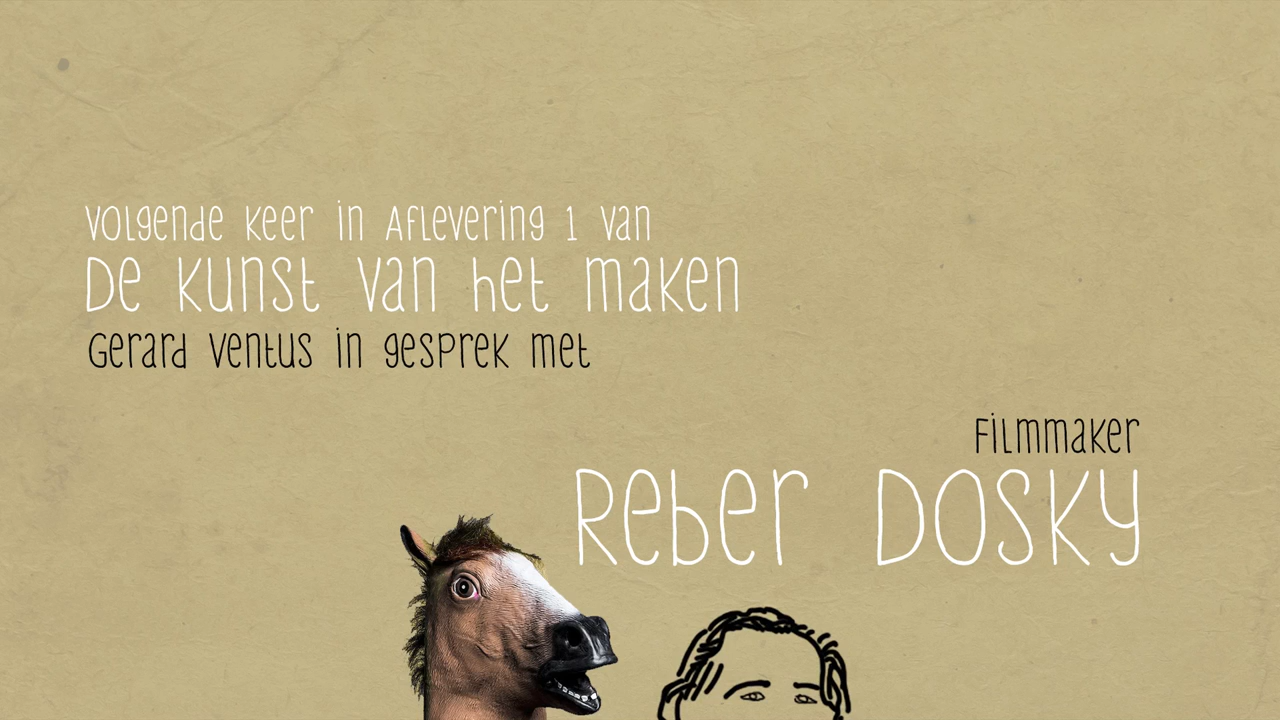 Volgende keer in Aflevering 1 van
De kunst van het maken
Gerard Ventus in gesprek met
Filmmaker
Reber Dosky